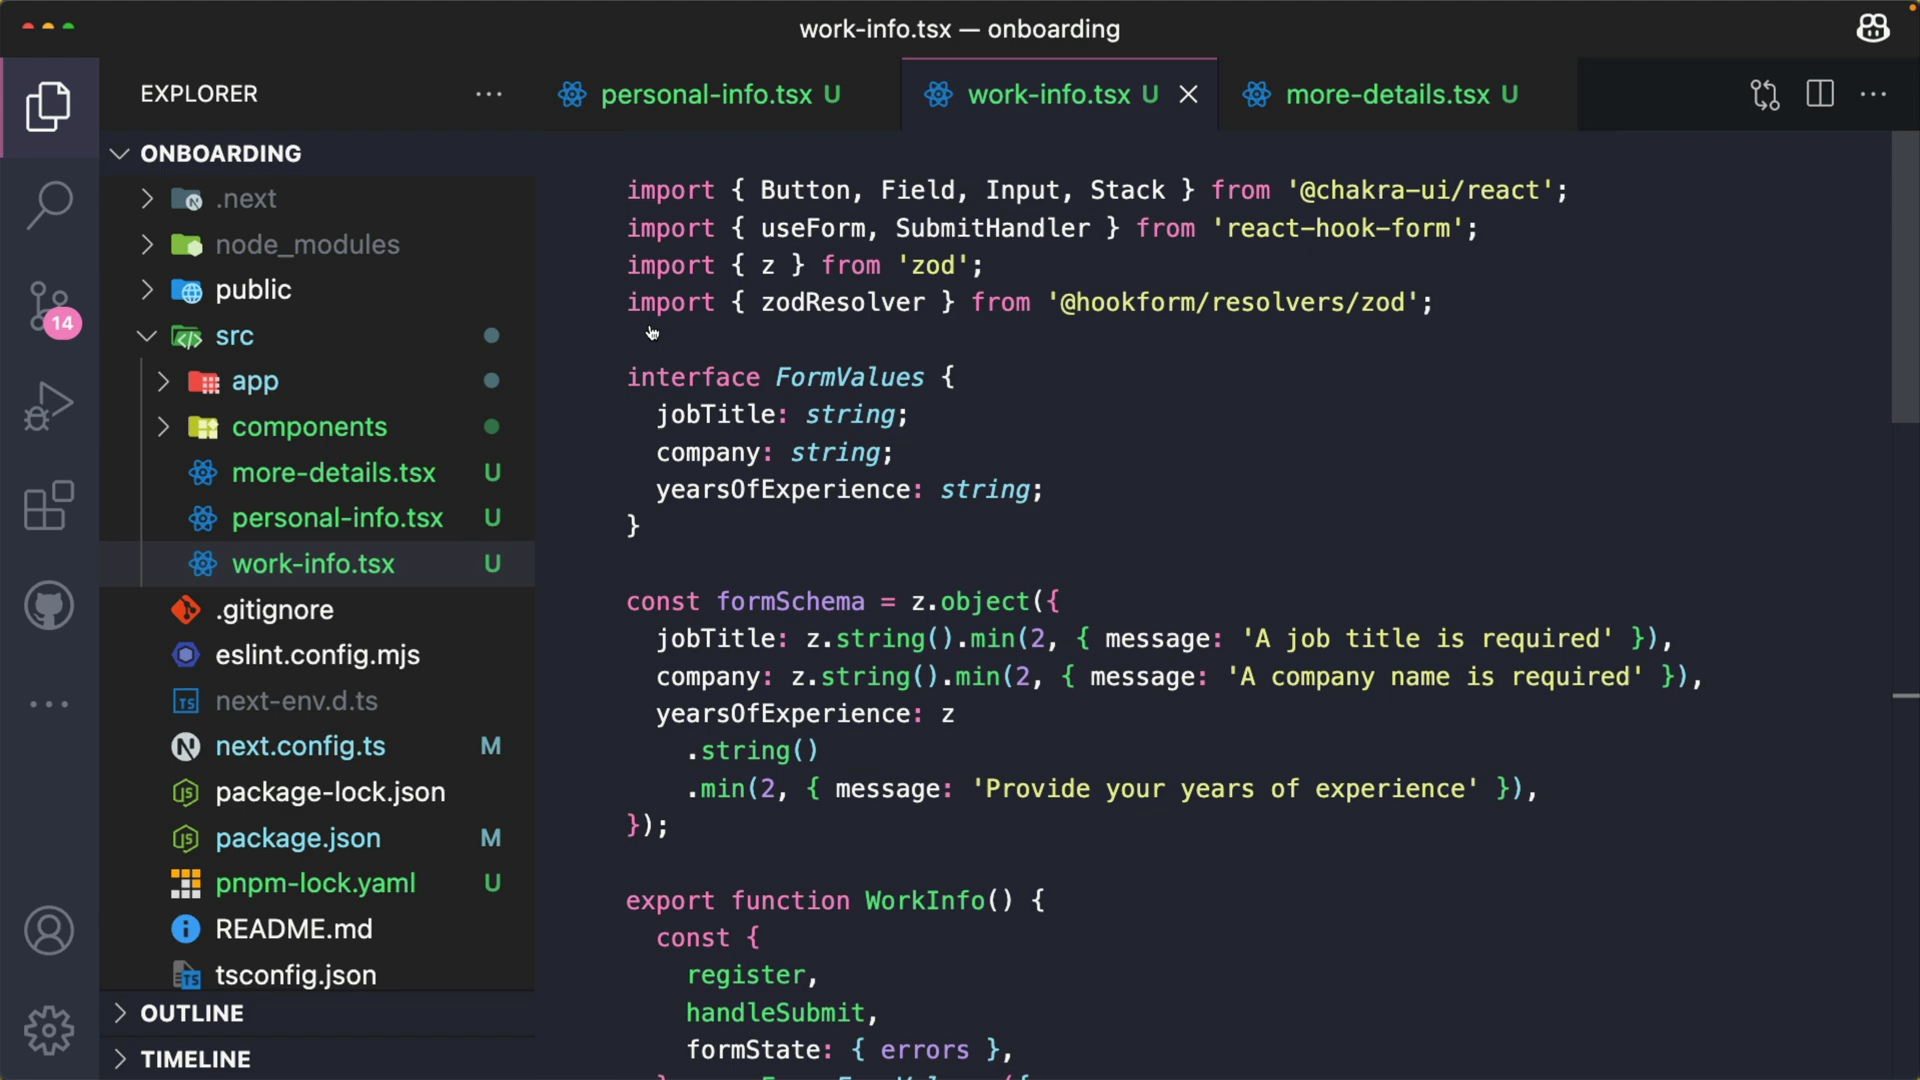 work-info.tsx — onboarding
EXPLORER
personal-info.tsx U
work-info.tsx U
more-details.tsx U
ONBOARDING
.next
node_modules
public
src
app
components
more-details.tsx U
personal-info.tsx U
work-info.tsx U
.gitignore
eslint.config.mjs
next-env.d.ts
next.config.ts M
package-lock.json
package.json M
pnpm-lock.yaml U
README.md
tsconfig.json
OUTLINE
TIMELINE
14
import { Button, Field, Input, Stack } from '@chakra-ui/react';
import { useForm, SubmitHandler } from 'react-hook-form';
import { z } from 'zod';
import { zodResolver } from '@hookform/resolvers/zod';
interface FormValues {
jobTitle: string;
company: string;
yearsOfExperience: string;
}
const formSchema = z.object({
jobTitle: z.string().min(2, { message: 'A job title is required' }),
company: z.string().min(2, { message: 'A company name is required' }),
yearsOfExperience: z
.string()
.min(2, { message: 'Provide your years of experience' }),
});
export function WorkInfo() {
const {
register,
handleSubmit,
formState: { errors },